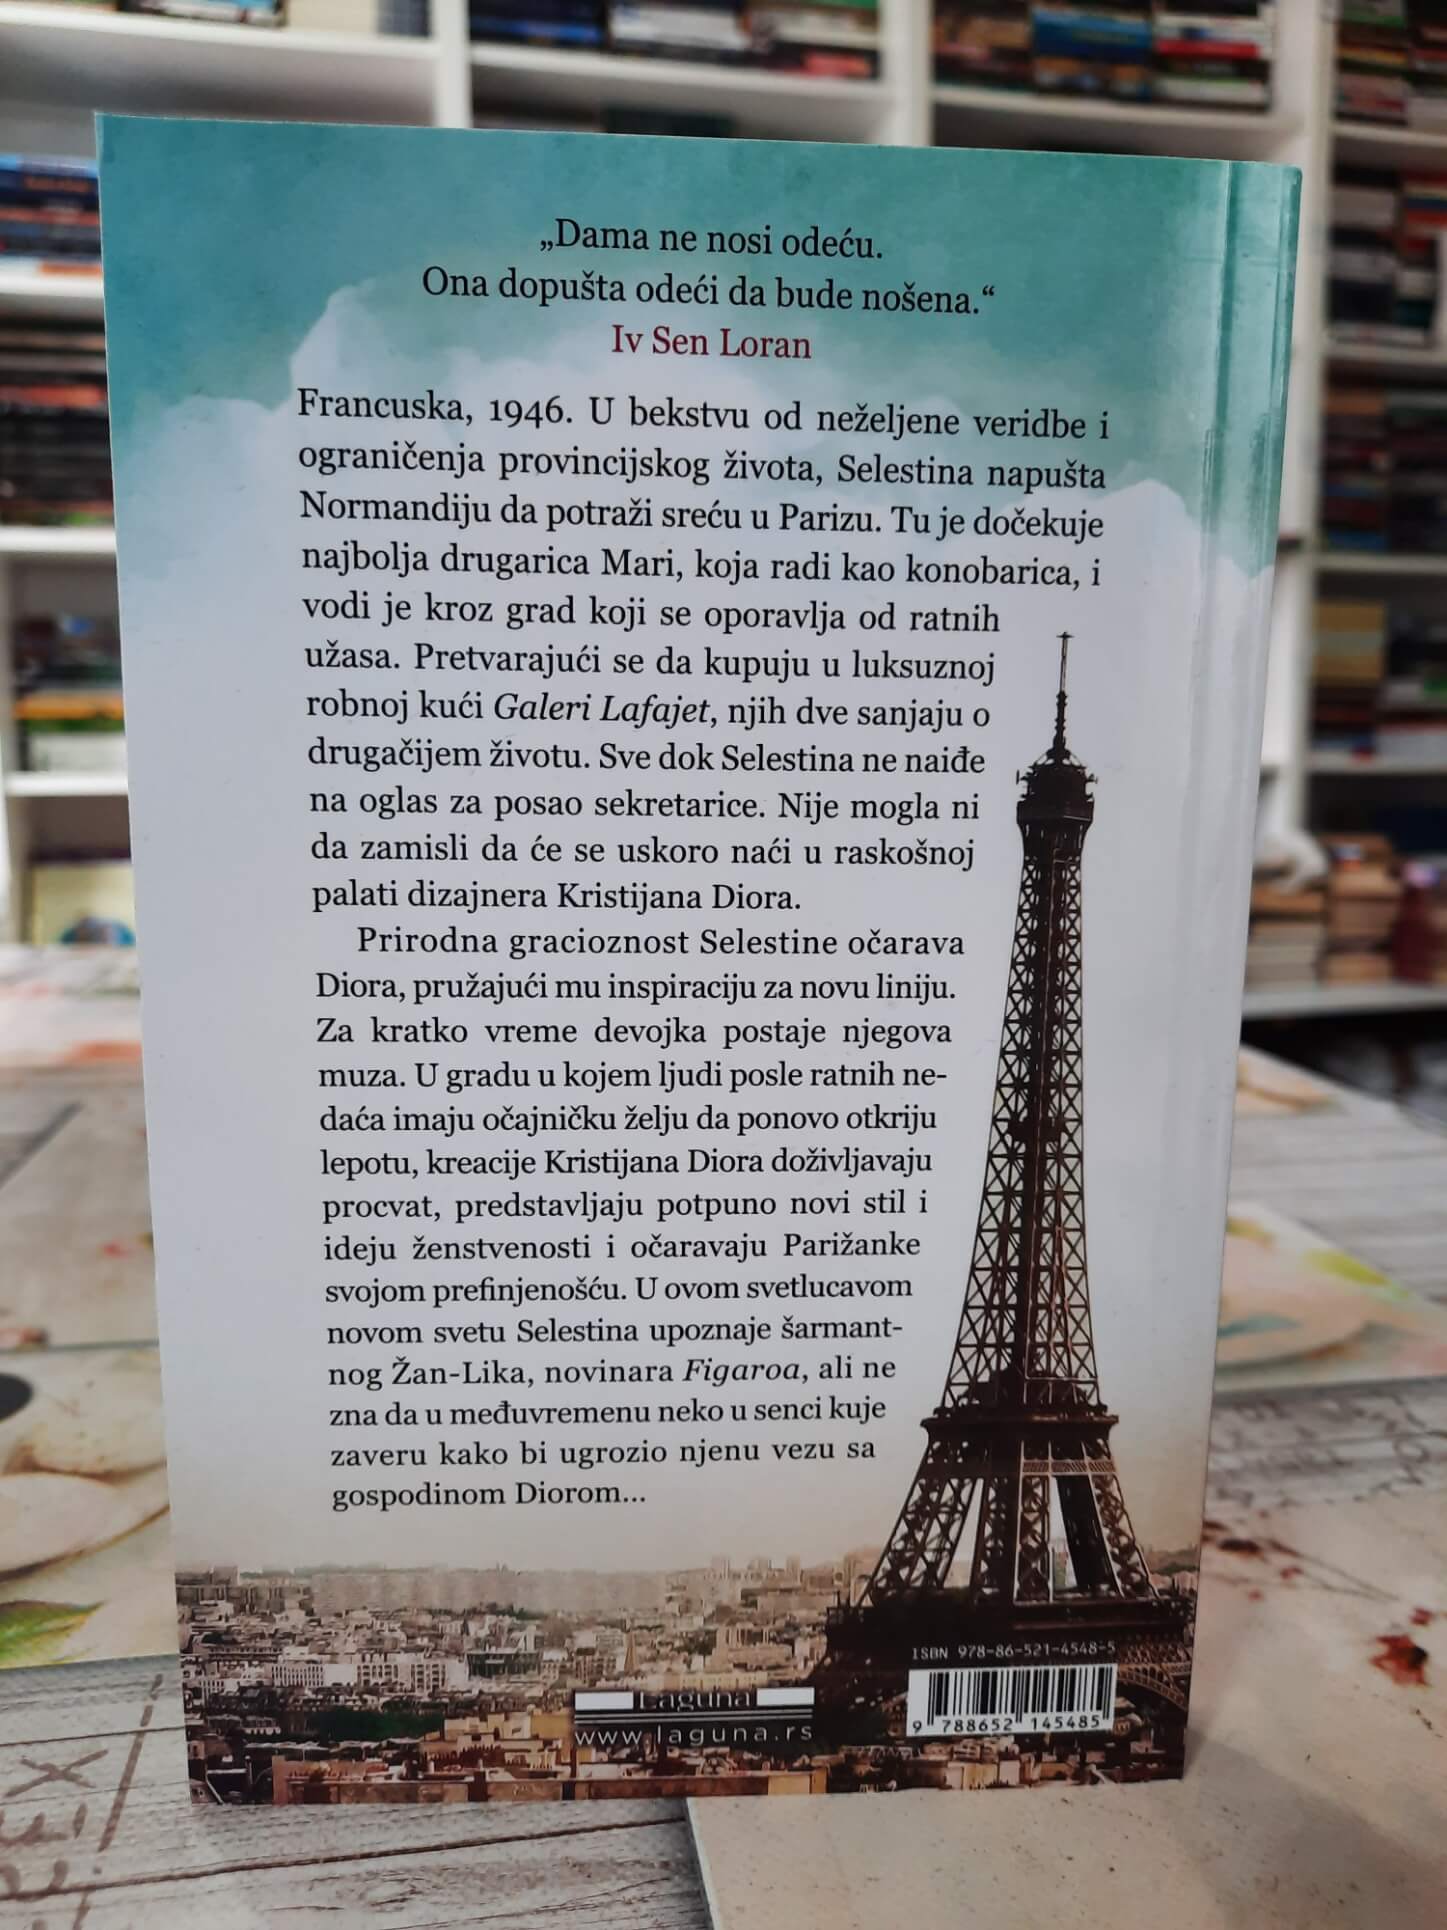 „Dama ne nosi odeću.
Ona dopušta odeći da bude nošena.“
Iv Sen Loran
Francuska, 1946. U bekstvu od neželjene veridbe i
ograničenja provincijskog života, Selestina napušta
Normandiju da potraži sreću u Parizu. Tu je dočekuje
najbolja drugarica Mari, koja radi kao konobarica, i
vodi je kroz grad koji se oporavlja od ratnih
užasa. Pretvarajući se da kupuju u luksuznoj
robnoj kući Galeri Lafajet, njih dve sanjaju o
drugačijem životu. Sve dok Selestina ne naiđe
na oglas za posao sekretarice. Nije mogla ni
da zamisli da će se uskoro naći u raskošnoj
palati dizajnera Kristijana Diora.
Prirodna gracioznost Selestine očarava
Diora, pružajući mu inspiraciju za novu liniju.
Za kratko vreme devojka postaje njegova
muza. U gradu u kojem ljudi posle ratnih ne-
daća imaju očajničku želju da ponovo otkriju
lepotu, kreacije Kristijana Diora doživljavaju
procvat, predstavljaju potpuno novi stil i
ideju ženstvenosti i očaravaju Parižanke
svojom prefinjenošću. U ovom svetlucavom
novom svetu Selestina upoznaje šarmant-
nog Žan-Lika, novinara Figaroa, ali ne
zna da u međuvremenu neko u senci kuje
zaveru kako bi ugrozio njenu vezu sa
gospodinom Diorom...
ISBN 978-86-521-4548-5
Laguna
www.laguna.rs
9 788652 145485